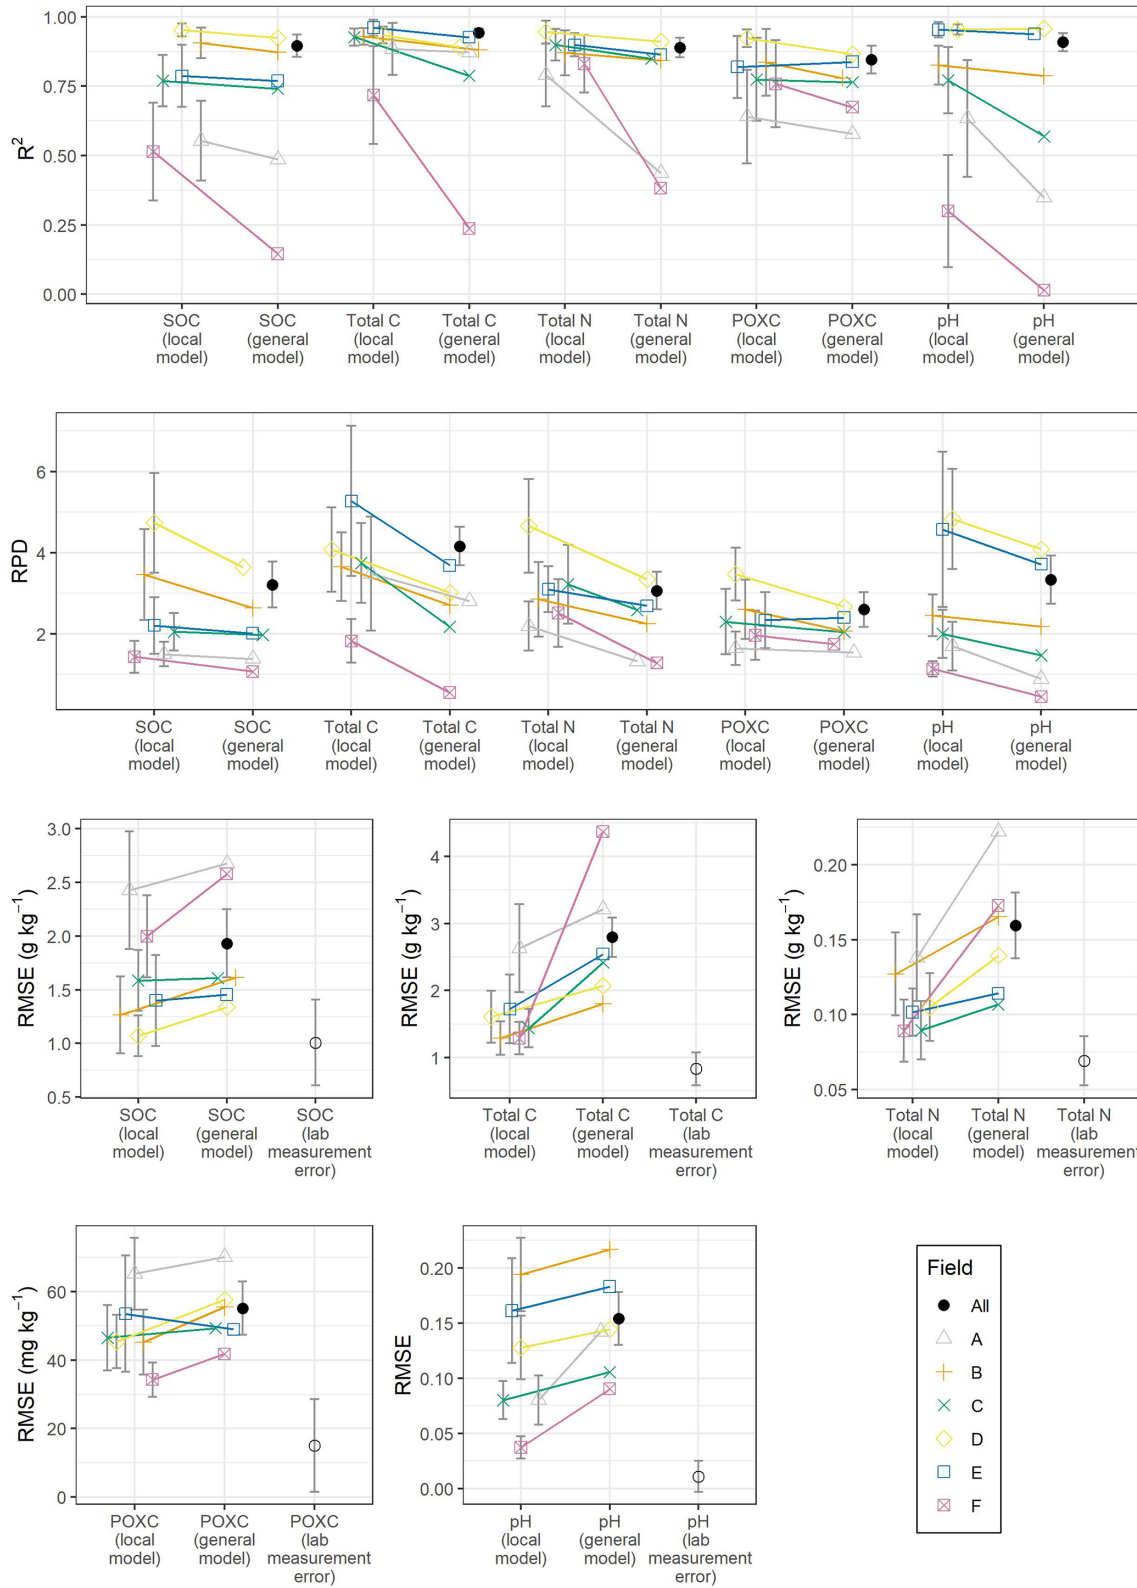 1.00
0.75
0.50
0.25
0.00
R²
SOC (local model)
SOC (general model)
Total C (local model)
Total C (general model)
Total N (local model)
Total N (general model)
POXC (local model)
POXC (general model)
pH (local model)
pH (general model)
6
4
2
RPD
SOC (local model)
SOC (general model)
Total C (local model)
Total C (general model)
Total N (local model)
Total N (general model)
POXC (local model)
POXC (general model)
pH (local model)
pH (general model)
3.0
2.5
2.0
1.5
1.0
0.5
RMSE (g kg⁻¹)
SOC (local model)
SOC (general model)
SOC (lab measurement error)
4
3
2
1
RMSE (g kg⁻¹)
Total C (local model)
Total C (general model)
Total C (lab measurement error)
0.20
0.15
0.10
0.05
RMSE (g kg⁻¹)
Total N (local model)
Total N (general model)
Total N (lab measurement error)
60
40
20
0
RMSE (mg kg⁻¹)
POXC (local model)
POXC (general model)
POXC (lab measurement error)
0.20
0.15
0.10
0.05
0.00
RMSE
pH (local model)
pH (general model)
pH (lab measurement error)
Field
All
A
B
C
D
E
F